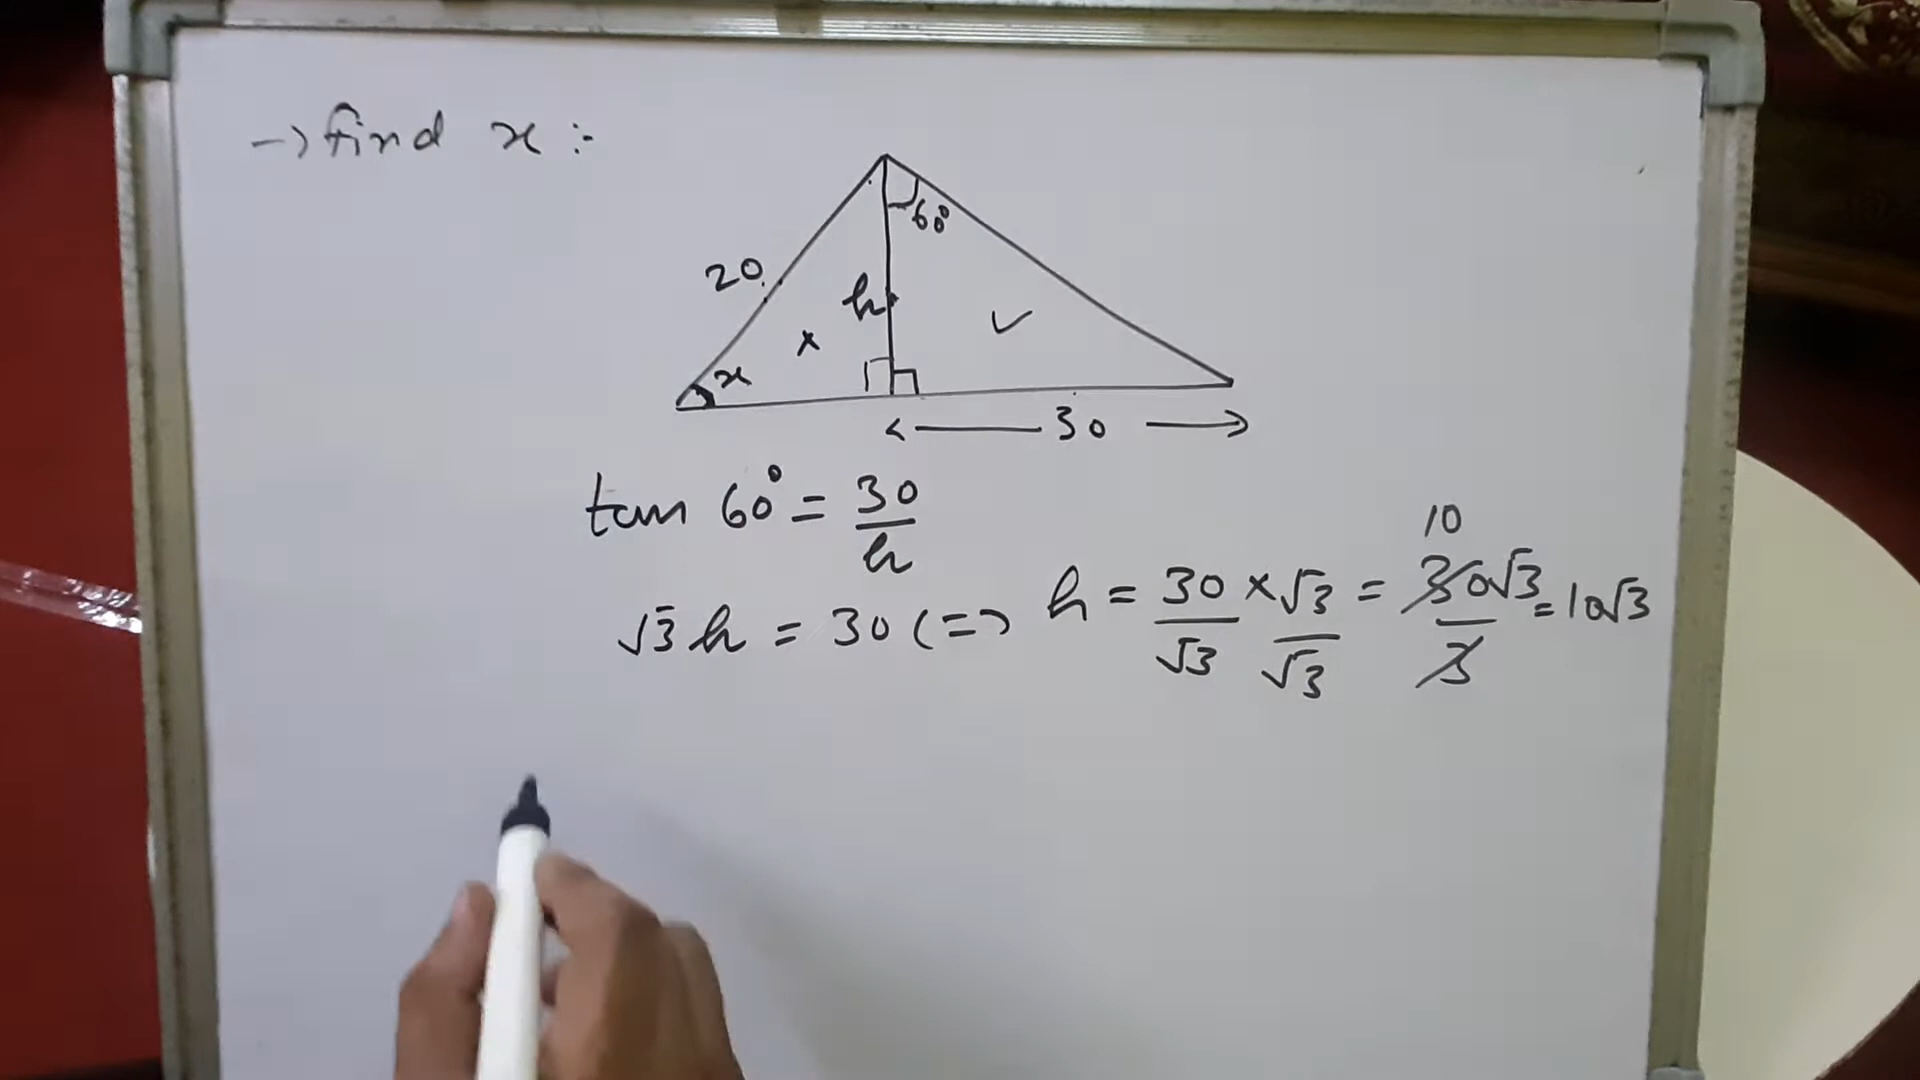 → find x :-
60°
20
h
x
✓
x
30
tan 60° = 30/h
√3 h = 30 (=) h = 30/√3 × √3/√3 = 30√3/3 = 10√3
10